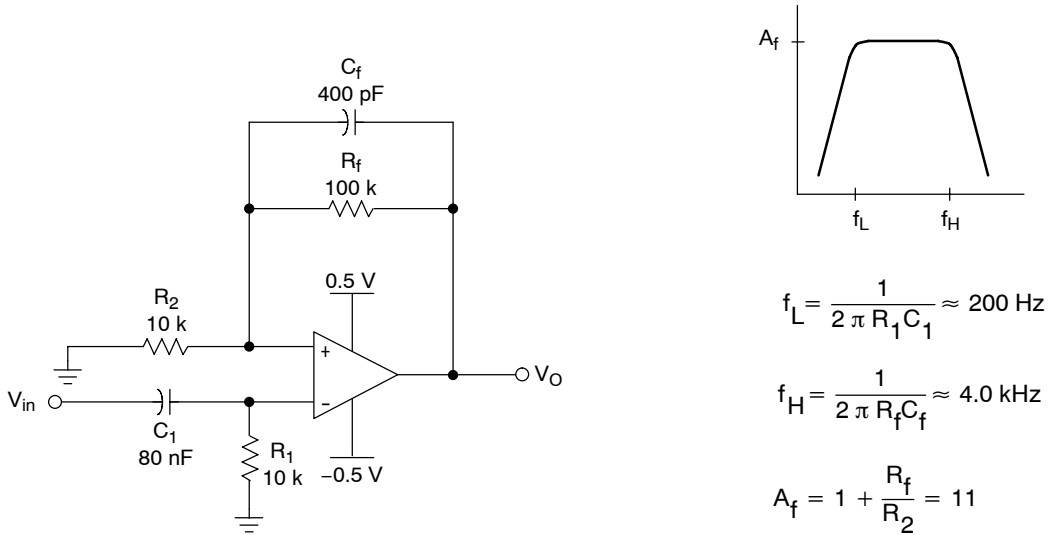 C_f
400 pF
R_f
100 k
0.5 V
R_2
10 k
+
V_in
C_1
80 nF
−
R_1
10 k
−0.5 V
V_O
A_f
f_L f_H
f_L = 1 / (2 π R_1 C_1) ≈ 200 Hz
f_H = 1 / (2 π R_f C_f) ≈ 4.0 kHz
A_f = 1 + R_f / R_2 = 11